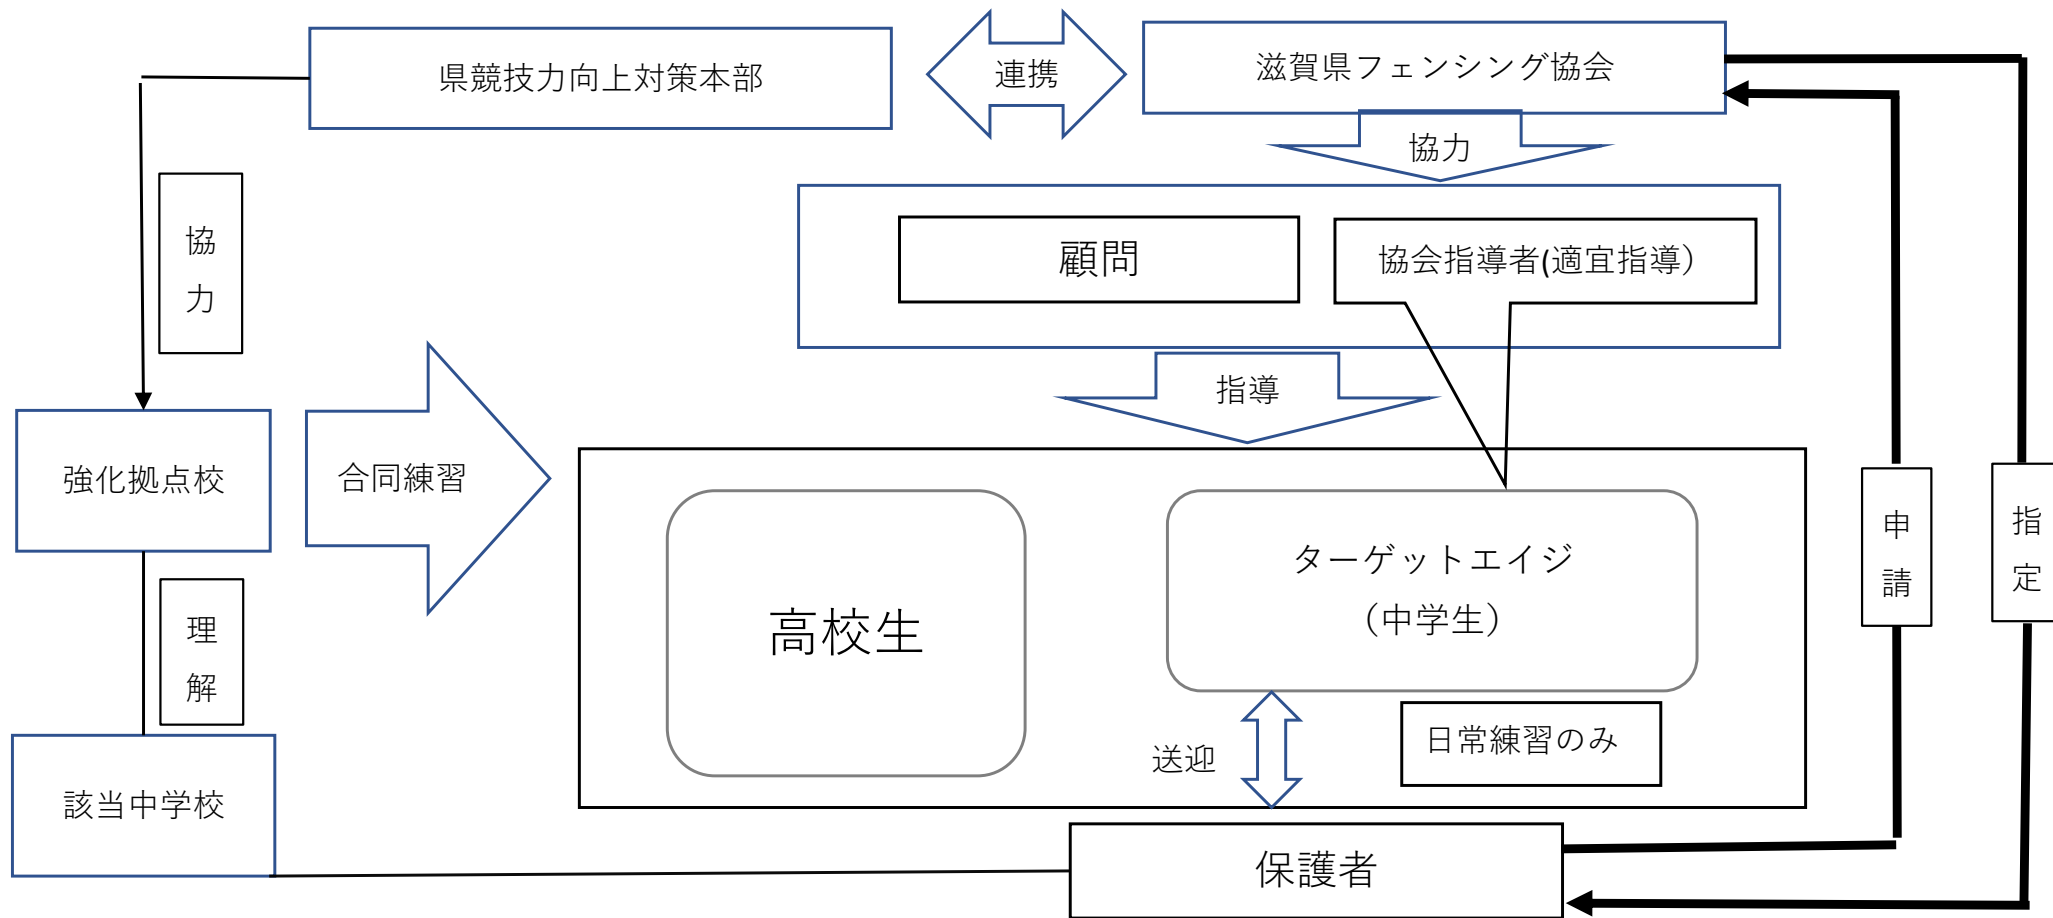 県競技力向上対策本部
連携
滋賀県フェンシング協会
協力
協力
顧問
協会指導者(適宜指導）
指導
強化拠点校
合同練習
高校生
ターゲットエイジ
（中学生）
申請
指定
理解
送迎
日常練習のみ
該当中学校
保護者